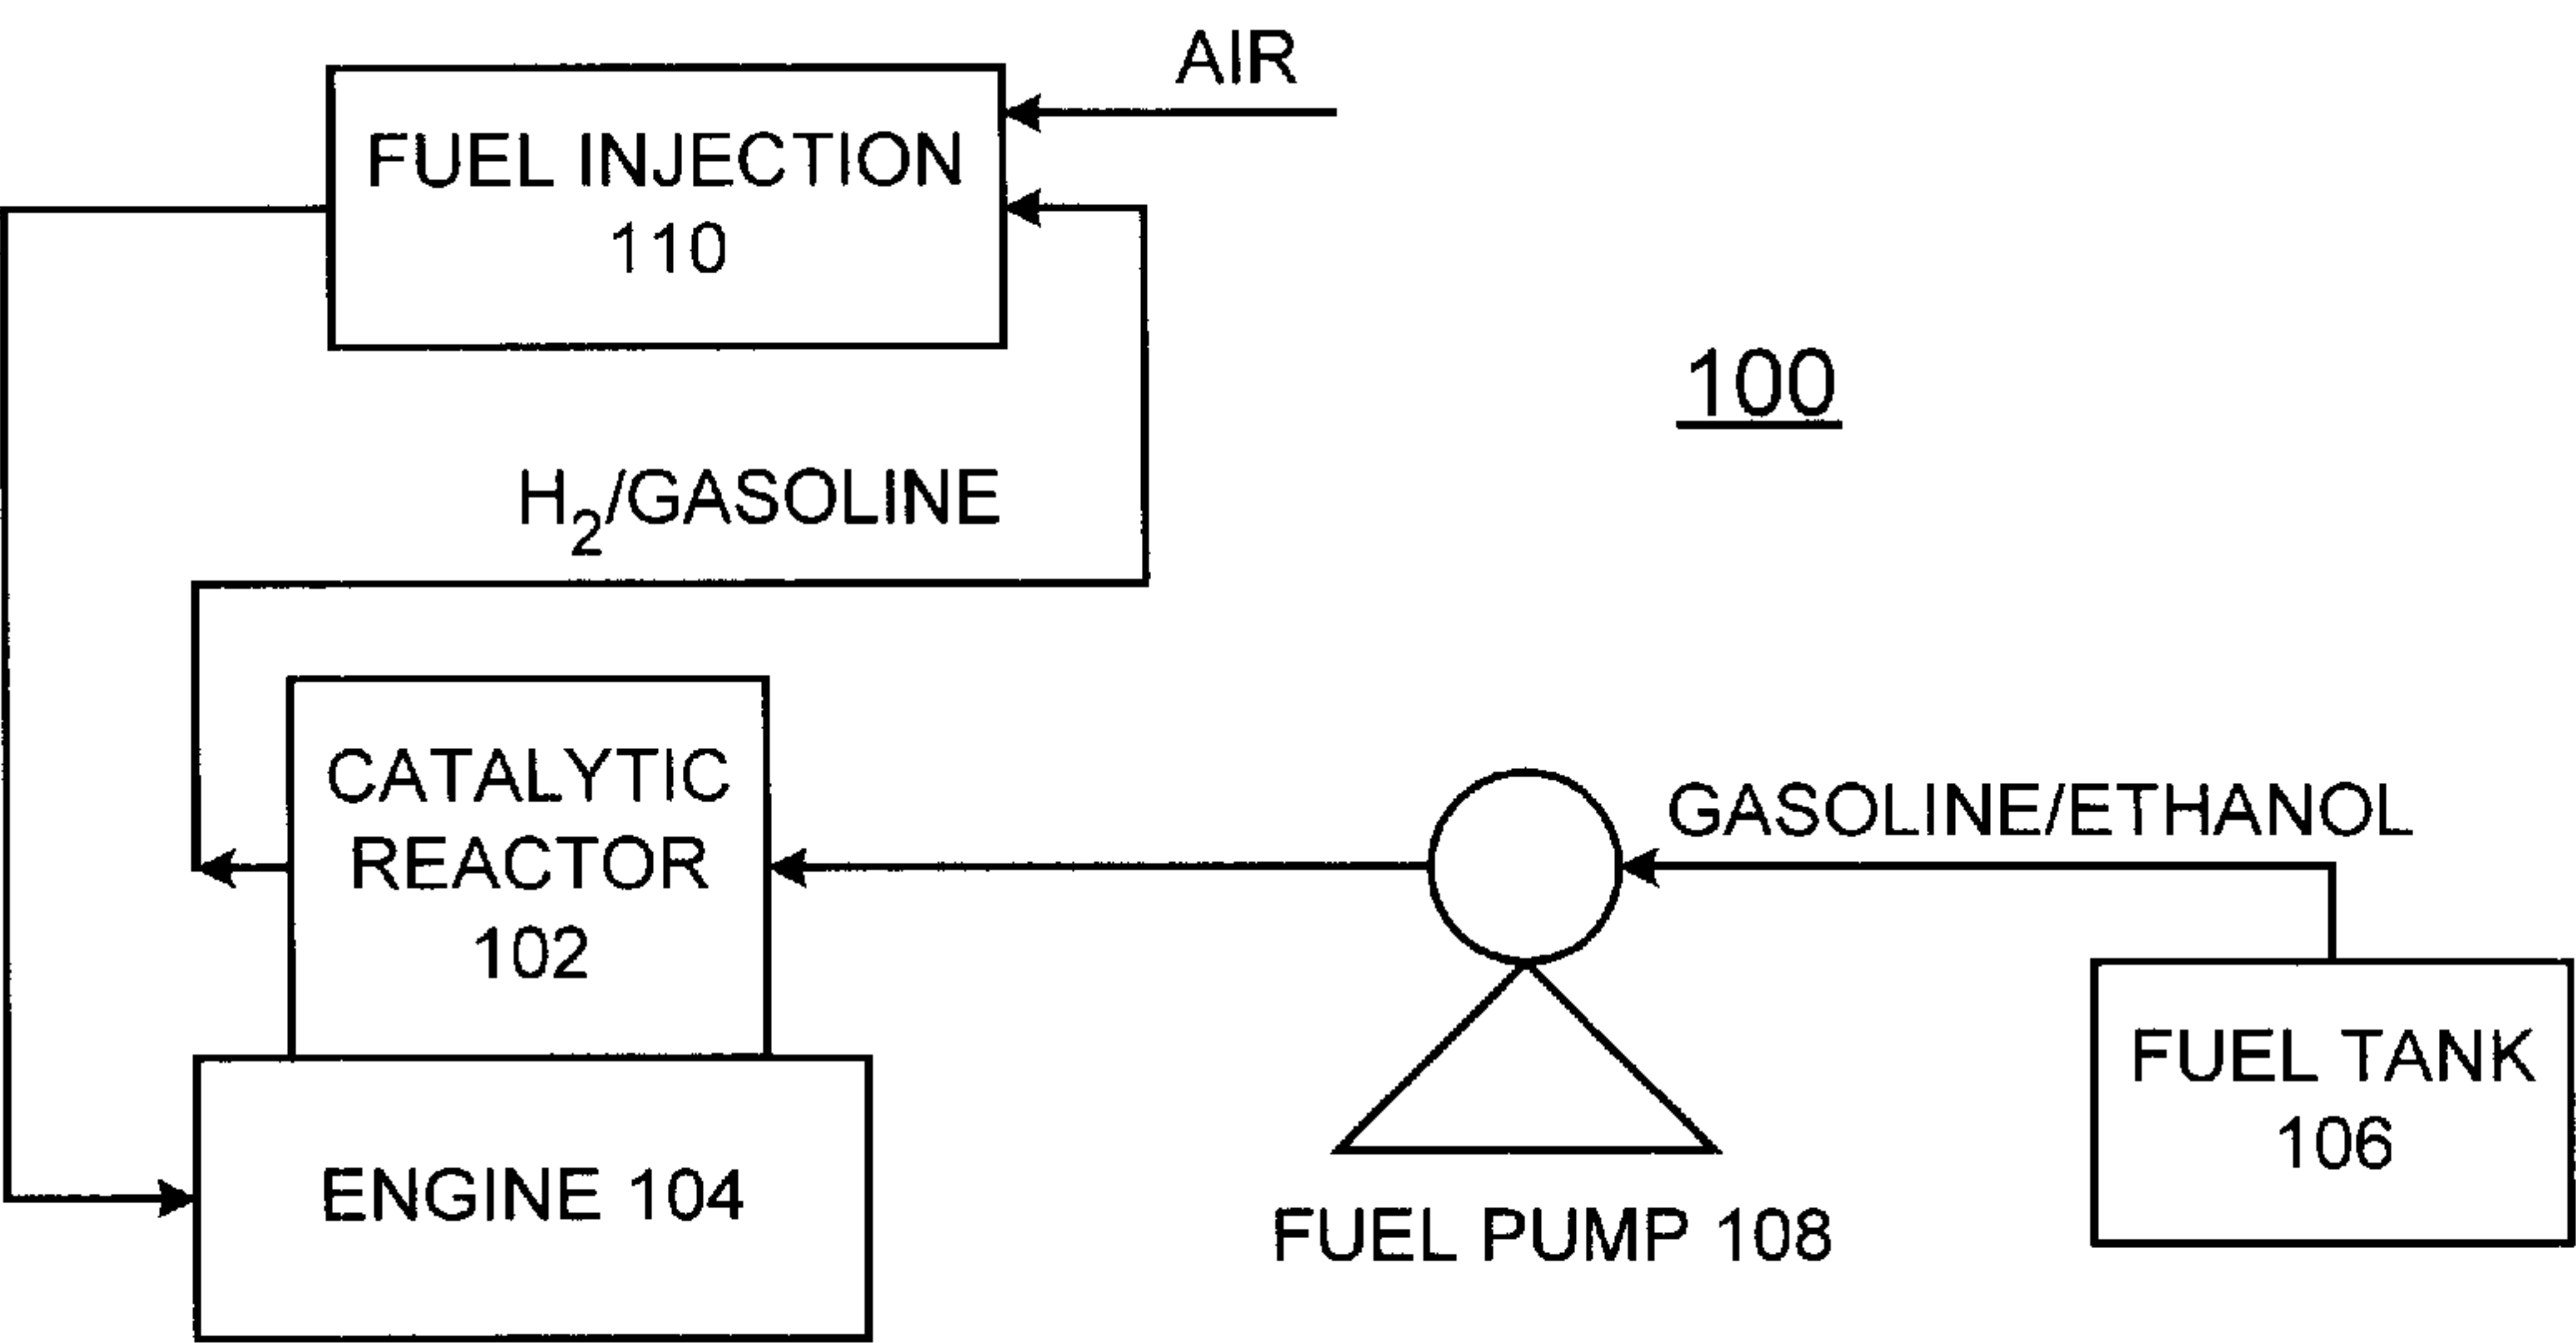 AIR
FUEL INJECTION
110
100
H2/GASOLINE
CATALYTIC
REACTOR
102
GASOLINE/ETHANOL
FUEL TANK
106
ENGINE 104
FUEL PUMP 108